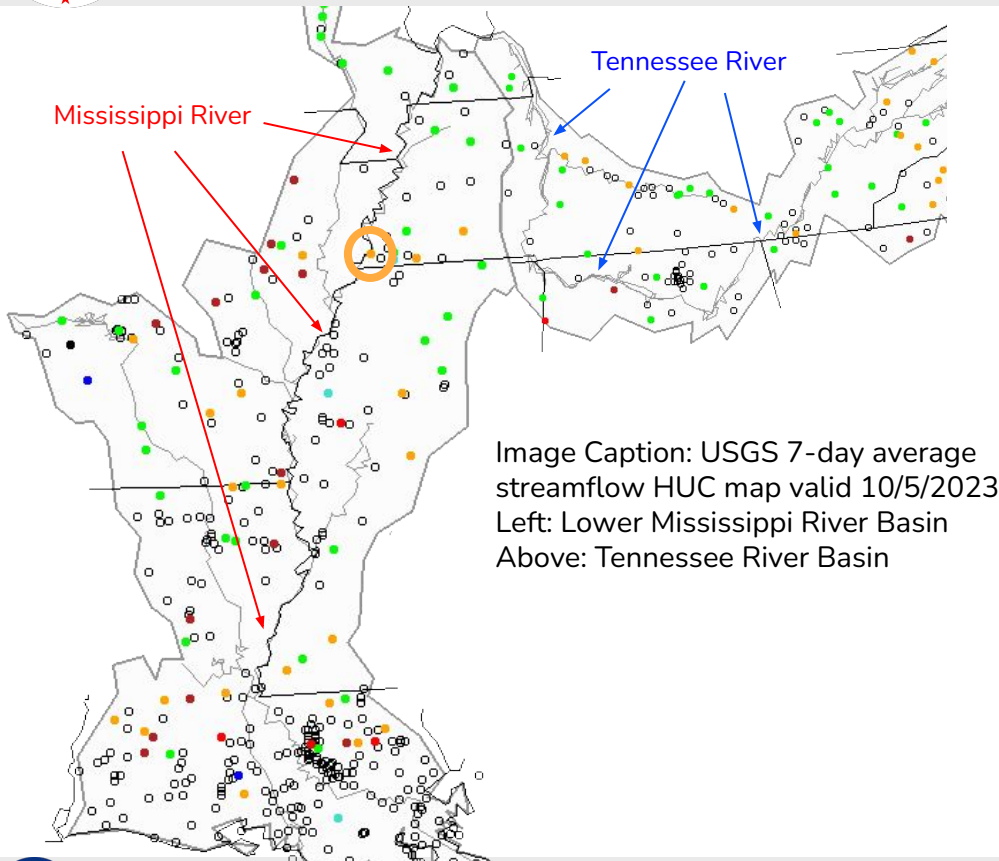 Tennessee River
Mississippi River
Image Caption: USGS 7-day average
streamflow HUC map valid 10/5/2023
Left: Lower Mississippi River Basin
Above: Tennessee River Basin